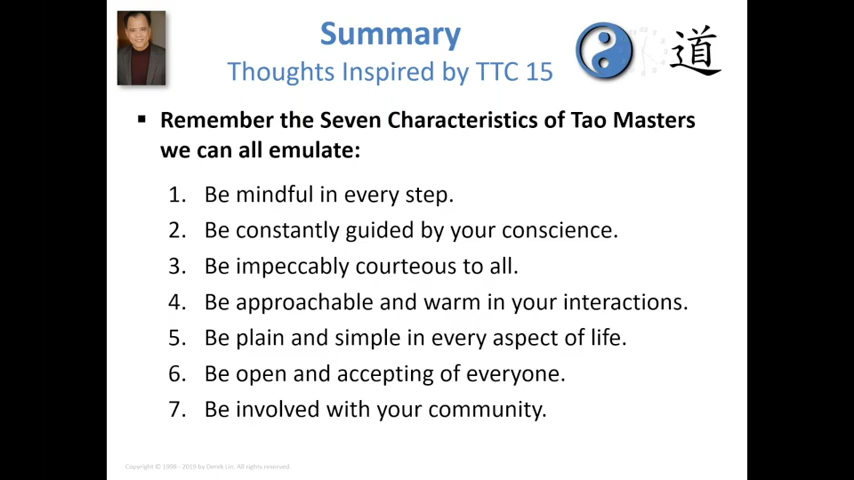 Summary
Thoughts Inspired by TTC 15
道
▪ Remember the Seven Characteristics of Tao Masters
we can all emulate:
1. Be mindful in every step.
2. Be constantly guided by your conscience.
3. Be impeccably courteous to all.
4. Be approachable and warm in your interactions.
5. Be plain and simple in every aspect of life.
6. Be open and accepting of everyone.
7. Be involved with your community.
Copyright © 1998 - 2019 by Derek Lin. All rights reserved.